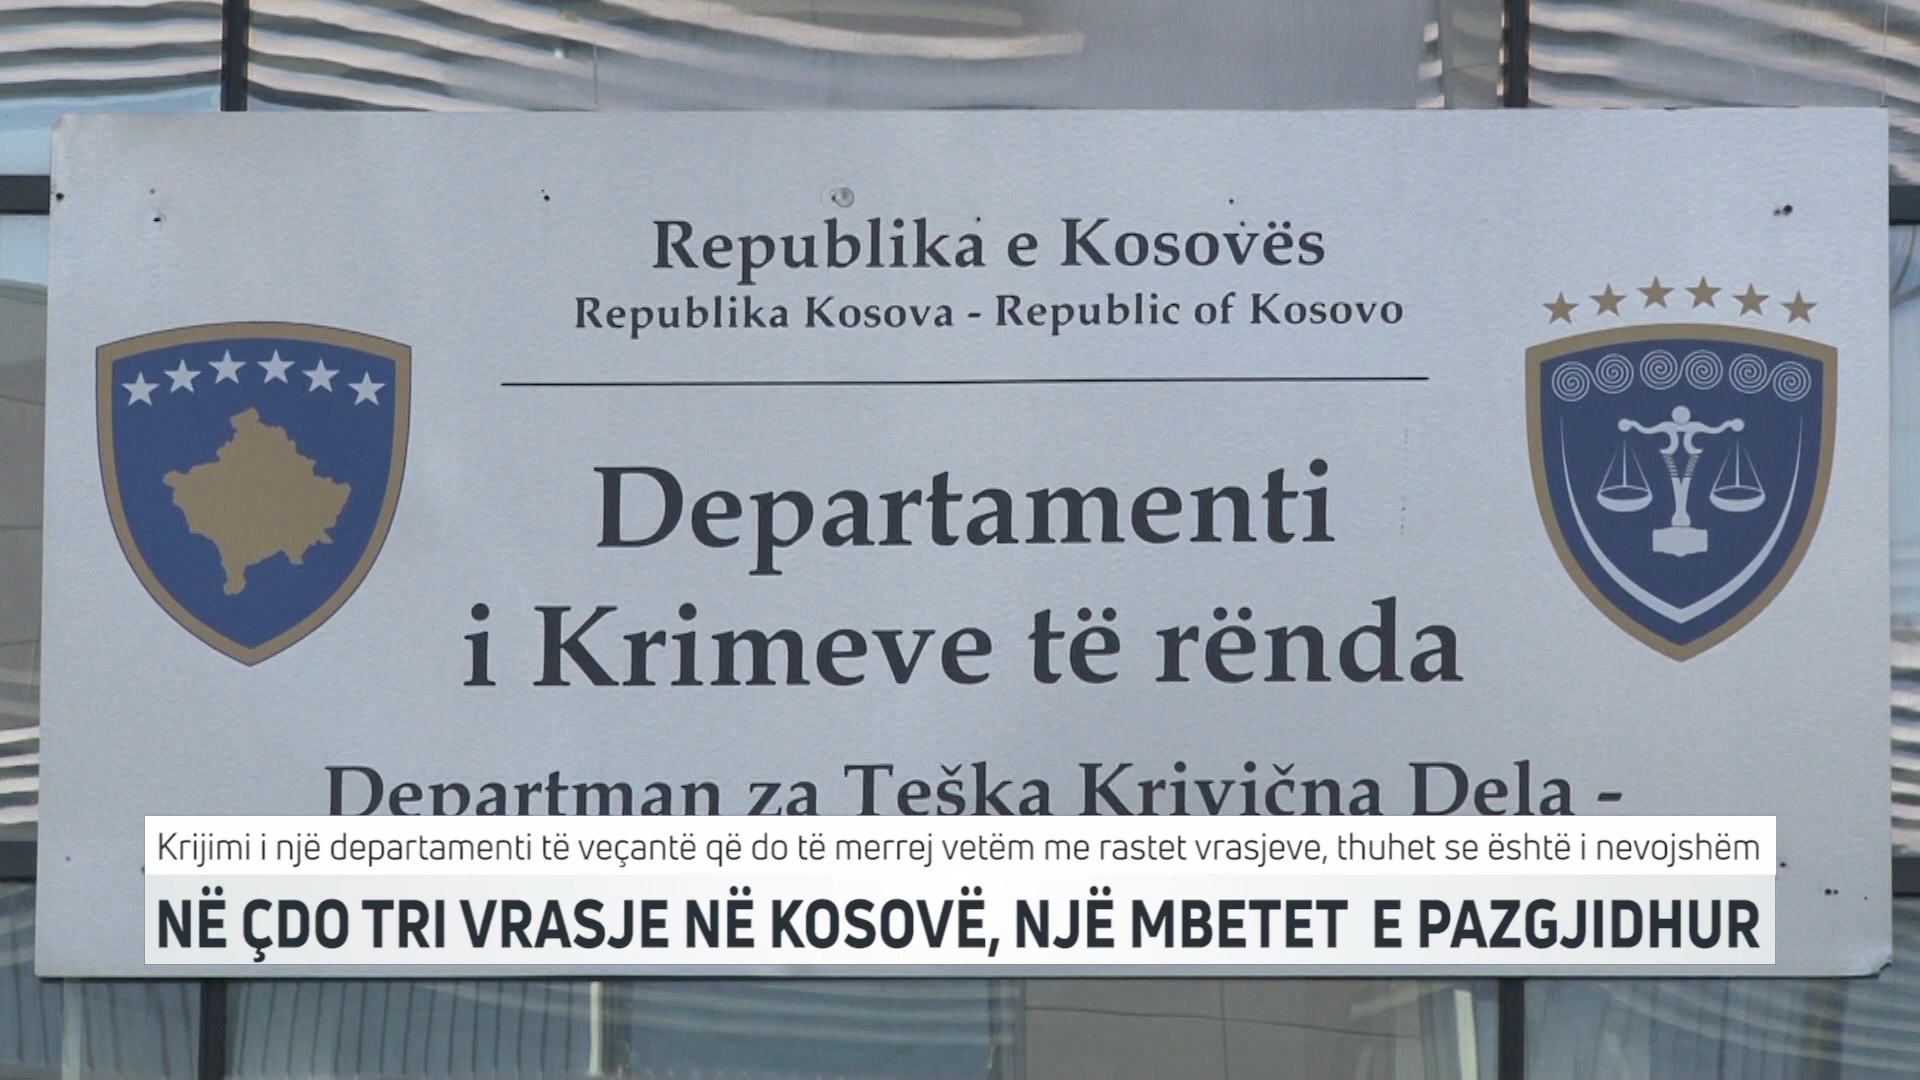 Republika e Kosovës
Republika Kosova - Republic of Kosovo
Departamenti
i Krimeve të rënda
Departman za Teška Krivična Dela -
Krijimi i një departamenti të veçantë që do të merrej vetëm me rastet vrasjeve, thuhet se është i nevojshëm
NË ÇDO TRI VRASJE NË KOSOVË, NJË MBETET E PAZGJIDHUR